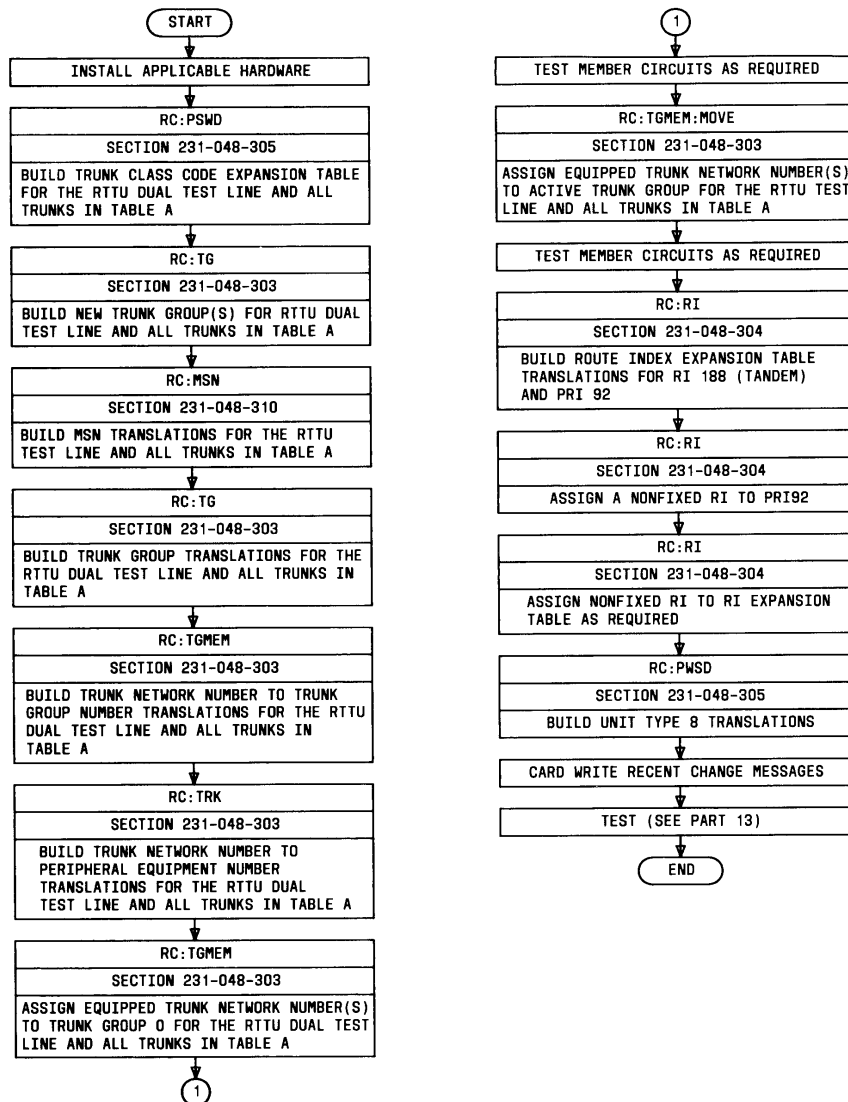 START
INSTALL APPLICABLE HARDWARE
RC:PSWD
SECTION 231-048-305
BUILD TRUNK CLASS CODE EXPANSION TABLE
FOR THE RTTU DUAL TEST LINE AND ALL
TRUNKS IN TABLE A
RC:TG
SECTION 231-048-303
BUILD NEW TRUNK GROUP(S) FOR RTTU DUAL
TEST LINE AND ALL TRUNKS IN TABLE A
RC:MSN
SECTION 231-048-310
BUILD MSN TRANSLATIONS FOR THE RTTU
TEST LINE AND ALL TRUNKS IN TABLE A
RC:TG
SECTION 231-048-303
BUILD TRUNK GROUP TRANSLATIONS FOR THE
RTTU DUAL TEST LINE AND ALL TRUNKS IN
TABLE A
RC:TGMEM
SECTION 231-048-303
BUILD TRUNK NETWORK NUMBER TO TRUNK
GROUP NUMBER TRANSLATIONS FOR THE RTTU
DUAL TEST LINE AND ALL TRUNKS IN
TABLE A
RC:TRK
SECTION 231-048-303
BUILD TRUNK NETWORK NUMBER TO
PERIPHERAL EQUIPMENT NUMBER
TRANSLATIONS FOR THE RTTU DUAL
TEST LINE AND ALL TRUNKS IN TABLE A
RC:TGMEM
SECTION 231-048-303
ASSIGN EQUIPPED TRUNK NETWORK NUMBER(S)
TO TRUNK GROUP 0 FOR THE RTTU DUAL TEST
LINE AND ALL TRUNKS IN TABLE A
1
1
TEST MEMBER CIRCUITS AS REQUIRED
RC:TGMEM:MOVE
SECTION 231-048-303
ASSIGN EQUIPPED TRUNK NETWORK NUMBER(S)
TO ACTIVE TRUNK GROUP FOR THE RTTU TEST
LINE AND ALL TRUNKS IN TABLE A
TEST MEMBER CIRCUITS AS REQUIRED
RC:RI
SECTION 231-048-304
BUILD ROUTE INDEX EXPANSION TABLE
TRANSLATIONS FOR RI 188 (TANDEM)
AND PRI 92
RC:RI
SECTION 231-048-304
ASSIGN A NONFIXED RI TO PRI92
RC:RI
SECTION 231-048-304
ASSIGN NONFIXED RI TO RI EXPANSION
TABLE AS REQUIRED
RC:PWSD
SECTION 231-048-305
BUILD UNIT TYPE 8 TRANSLATIONS
CARD WRITE RECENT CHANGE MESSAGES
TEST (SEE PART 13)
END